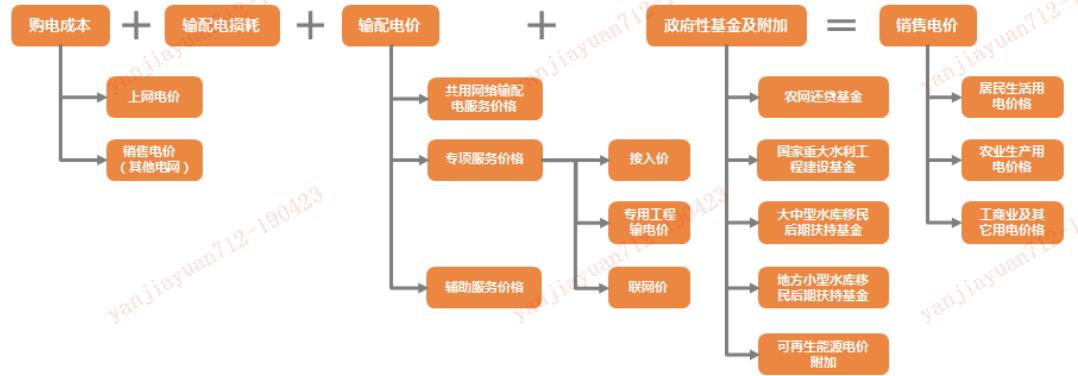 购电成本
+
输配电损耗
+
输配电价
+
政府性基金及附加
=
销售电价
上网电价
销售电价
（其他电网）
共用网络输配
电服务价格
专项服务价格
辅助服务价格
接入价
专用工程
输电价
联网价
农网还贷基金
国家重大水利工
程建设基金
大中型水库移民
后期扶持基金
地方小型水库移
民后期扶持基金
可再生能源电价
附加
居民生活用
电价格
农业生产用
电价格
工商业及其
它用电价格
yanjiayuan712-190423